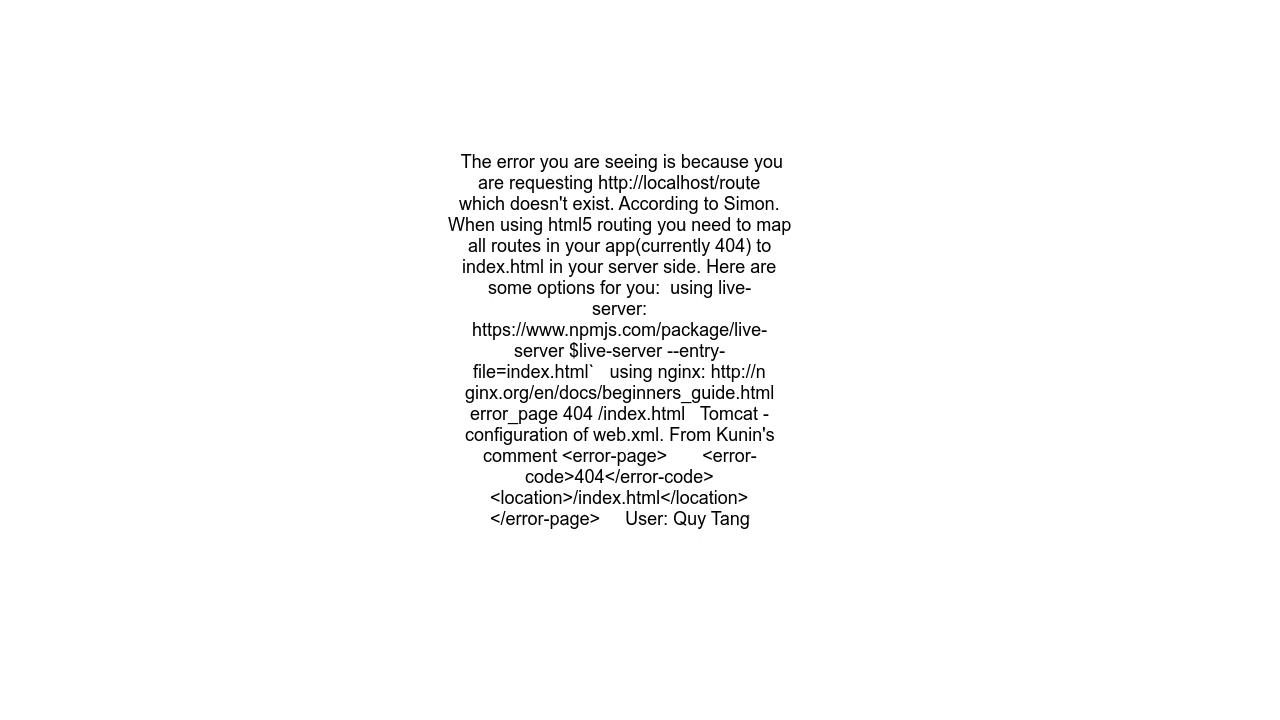 The error you are seeing is because you
are requesting http://localhost/route
which doesn't exist. According to Simon.
When using html5 routing you need to map
all routes in your app(currently 404) to
index.html in your server side. Here are
some options for you:  using live-
server:
https://www.npmjs.com/package/live-
server $live-server --entry-
file=index.html`   using nginx: http://n
ginx.org/en/docs/beginners_guide.html
error_page 404 /index.html   Tomcat -
configuration of web.xml. From Kunin's
comment <error-page>       <error-
code>404</error-code>
<location>/index.html</location>
</error-page>     User: Quy Tang